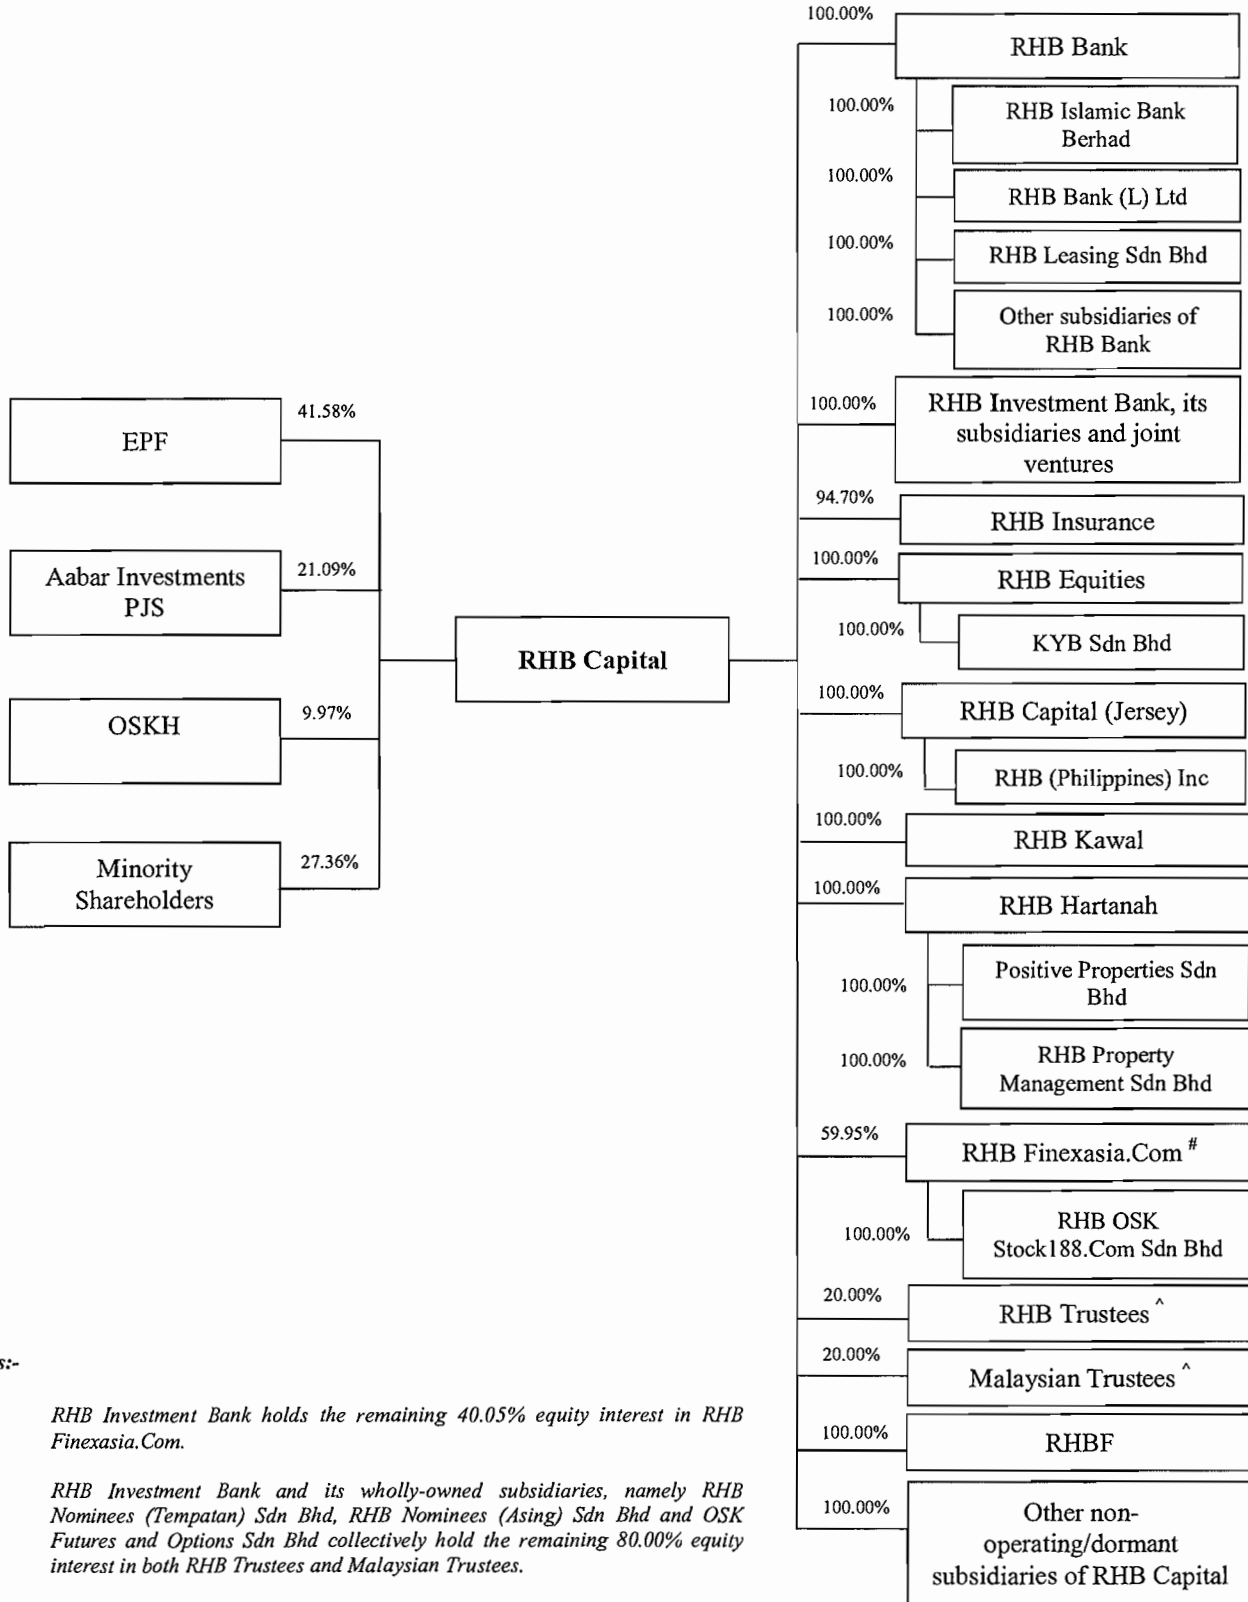 41.58%
EPF
21.09%
Aabar Investments
PJS
9.97%
OSKH
27.36%
Minority
Shareholders
RHB Capital
100.00%
RHB Bank
100.00%
RHB Islamic Bank
Berhad
100.00%
RHB Bank (L) Ltd
100.00%
RHB Leasing Sdn Bhd
100.00%
Other subsidiaries of
RHB Bank
100.00%
RHB Investment Bank, its
subsidiaries and joint
ventures
94.70%
RHB Insurance
100.00%
RHB Equities
100.00%
KYB Sdn Bhd
100.00%
RHB Capital (Jersey)
100.00%
RHB (Philippines) Inc
100.00%
RHB Kawal
100.00%
RHB Hartanah
100.00%
Positive Properties Sdn
Bhd
100.00%
RHB Property
Management Sdn Bhd
59.95%
RHB Finexasia.Com #
100.00%
RHB OSK
Stock188.Com Sdn Bhd
20.00%
RHB Trustees ^
20.00%
Malaysian Trustees ^
100.00%
RHBF
100.00%
Other non-
operating/dormant
subsidiaries of RHB Capital
s:-
RHB Investment Bank holds the remaining 40.05% equity interest in RHB
Finexasia.Com.
RHB Investment Bank and its wholly-owned subsidiaries, namely RHB
Nominees (Tempatan) Sdn Bhd, RHB Nominees (Asing) Sdn Bhd and OSK
Futures and Options Sdn Bhd collectively hold the remaining 80.00% equity
interest in both RHB Trustees and Malaysian Trustees.